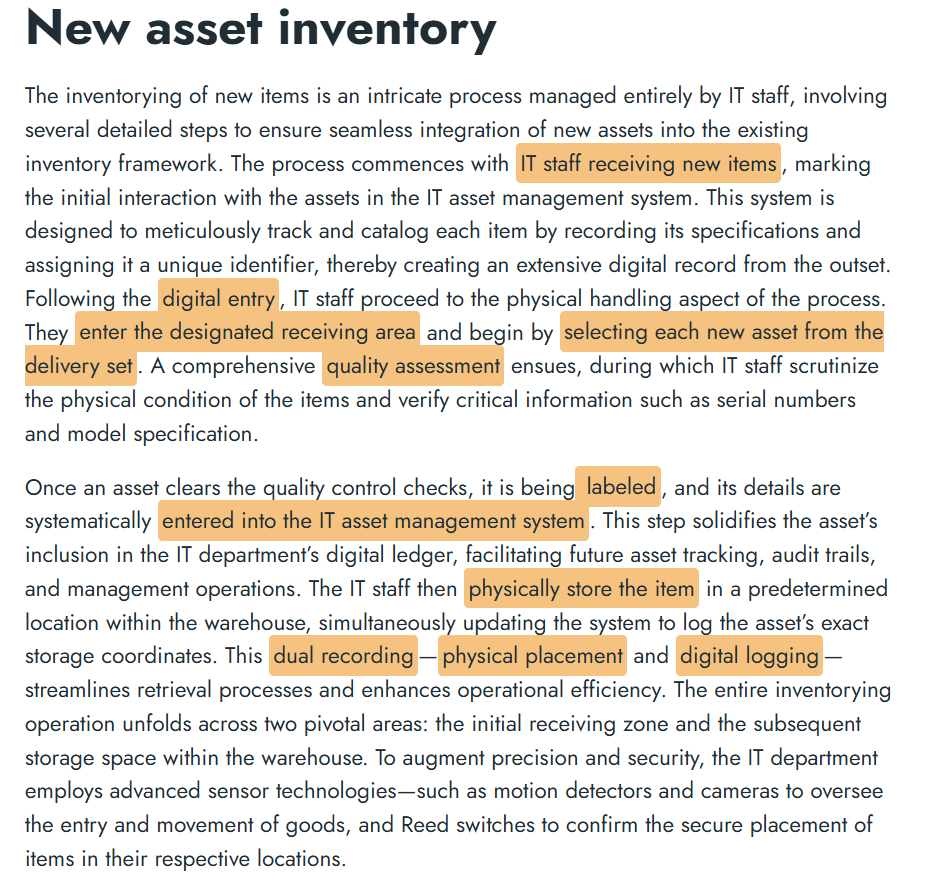 New asset inventory
The inventorying of new items is an intricate process managed entirely by IT staff, involving
several detailed steps to ensure seamless integration of new assets into the existing
inventory framework. The process commences with IT staff receiving new items, marking
the initial interaction with the assets in the IT asset management system. This system is
designed to meticulously track and catalog each item by recording its specifications and
assigning it a unique identifier, thereby creating an extensive digital record from the outset.
Following the digital entry, IT staff proceed to the physical handling aspect of the process.
They enter the designated receiving area and begin by selecting each new asset from the
delivery set. A comprehensive quality assessment ensues, during which IT staff scrutinize
the physical condition of the items and verify critical information such as serial numbers
and model specification.
Once an asset clears the quality control checks, it is being labeled, and its details are
systematically entered into the IT asset management system. This step solidifies the asset’s
inclusion in the IT department’s digital ledger, facilitating future asset tracking, audit trails,
and management operations. The IT staff then physically store the item in a predetermined
location within the warehouse, simultaneously updating the system to log the asset’s exact
storage coordinates. This dual recording—physical placement and digital logging—
streamlines retrieval processes and enhances operational efficiency. The entire inventorying
operation unfolds across two pivotal areas: the initial receiving zone and the subsequent
storage space within the warehouse. To augment precision and security, the IT department
employs advanced sensor technologies—such as motion detectors and cameras to oversee
the entry and movement of goods, and Reed switches to confirm the secure placement of
items in their respective locations.